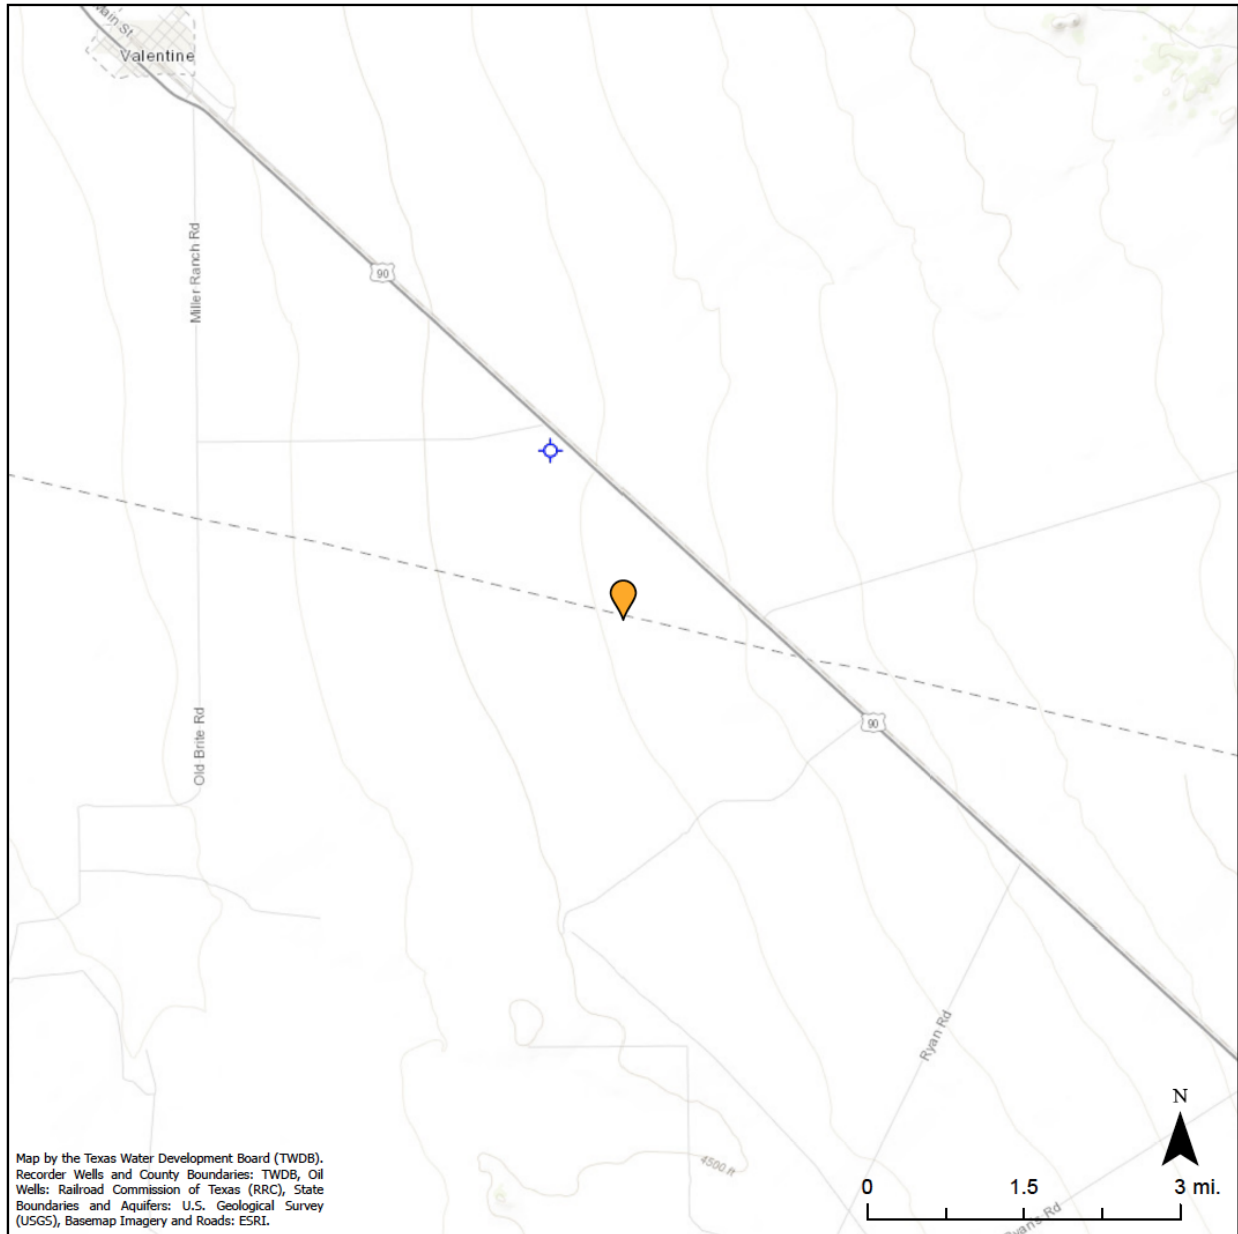 Main St
Valentine
Miller Ranch Rd
90
Old Brite Rd
90
Ryan Rd
N
4500 ft
0 1.5 3 mi.
Ryans Rd
Map by the Texas Water Development Board (TWDB).
Recorder Wells and County Boundaries: TWDB, Oil
Wells: Railroad Commission of Texas (RRC), State
Boundaries and Aquifers: U.S. Geological Survey
(USGS), Basemap Imagery and Roads: ESRI.